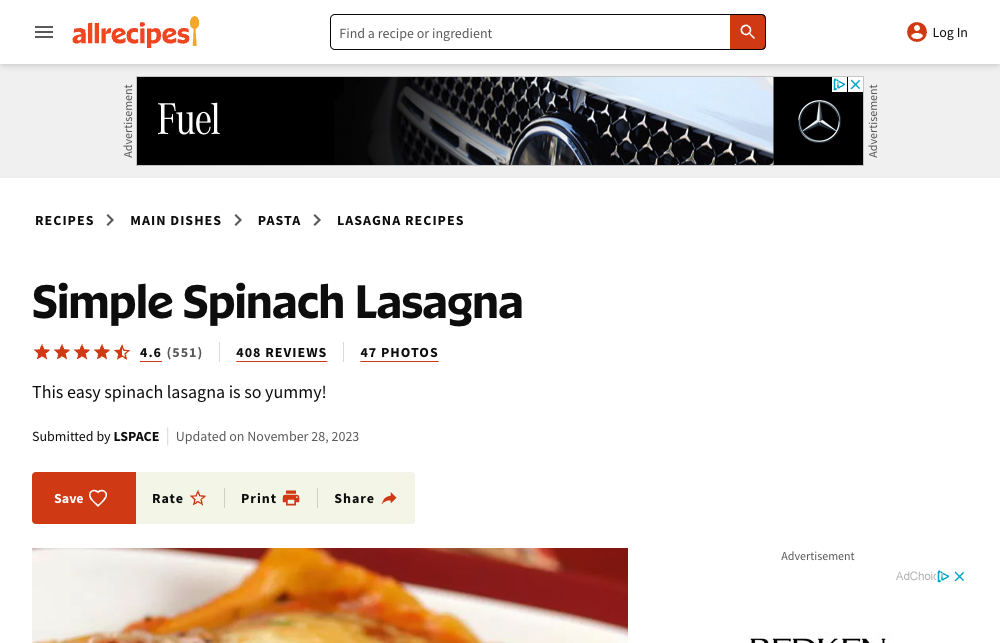 allrecipes
Find a recipe or ingredient
Log In
Advertisement
Fuel
Advertisement
RECIPES > MAIN DISHES > PASTA > LASAGNA RECIPES
Simple Spinach Lasagna
4.6 (551) 408 REVIEWS 47 PHOTOS
This easy spinach lasagna is so yummy!
Submitted by LSPACE Updated on November 28, 2023
Save Rate Print Share
Advertisement
AdChoic
REDKEN